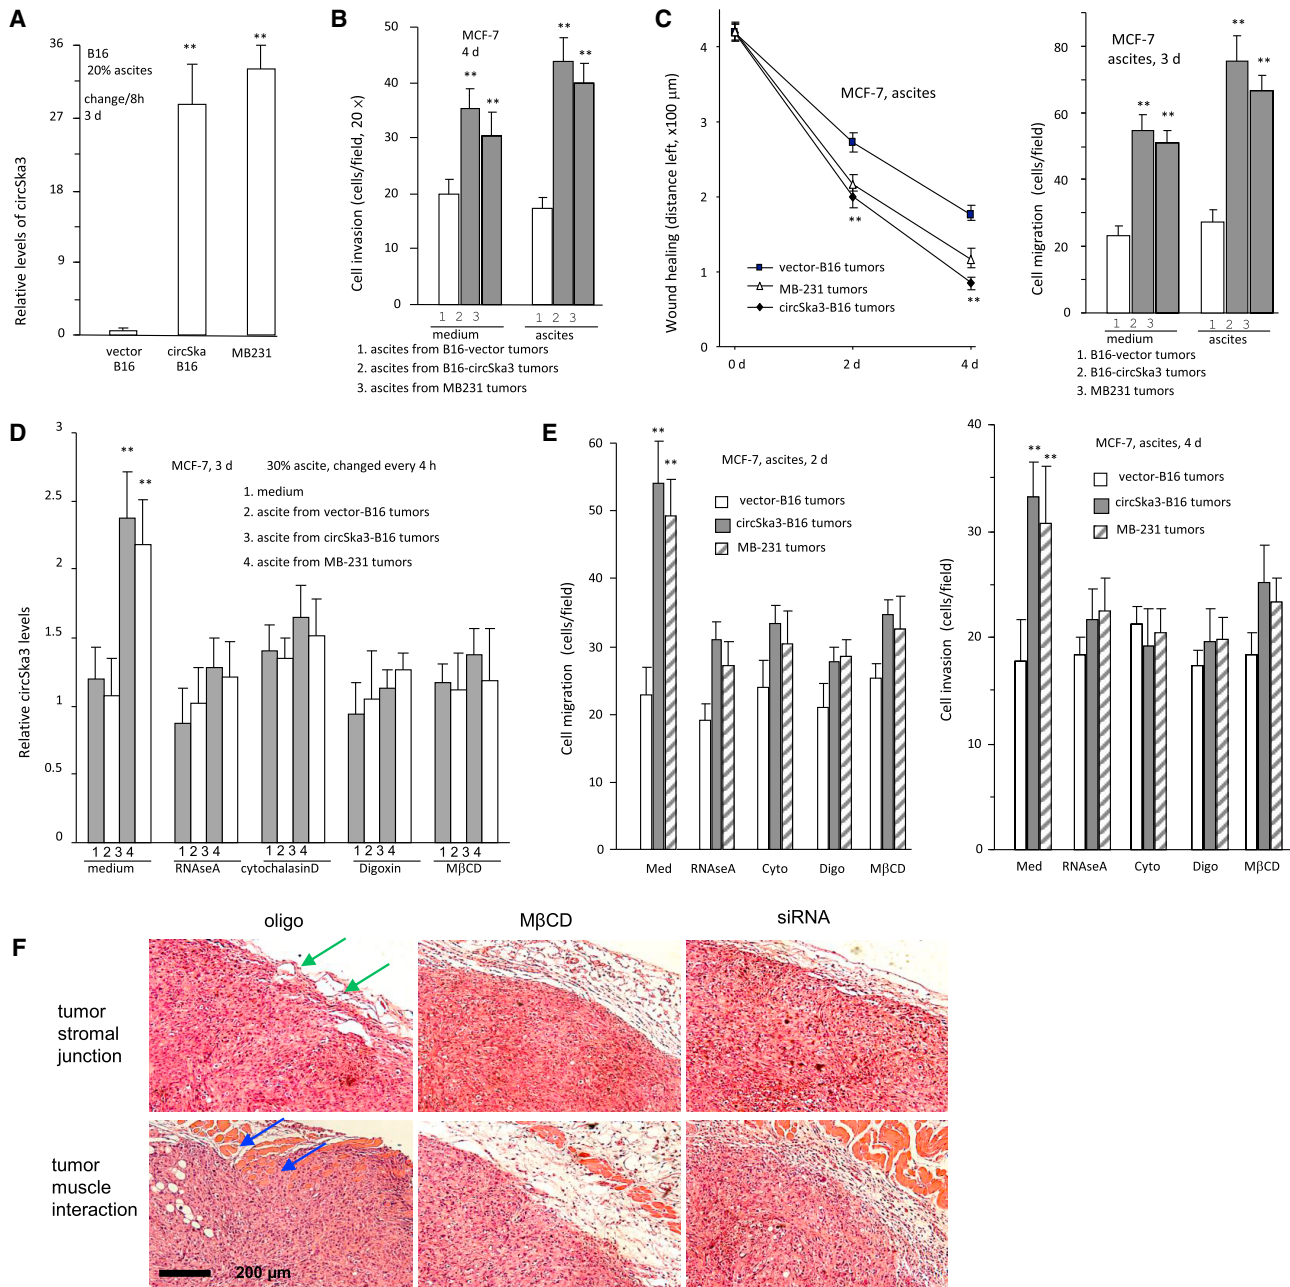 A
Relative levels of circSka3
36
27
18
9
0
B16
20% ascites
change/8h
3 d
**
**
vector
B16
circSka
B16
MB231
B
Cell invasion (cells/field, 20 ×)
50
40
30
20
10
0
MCF-7
4 d
**
**
**
**
1 2 3
1 2 3
medium
ascites
1. ascites from B16-vector tumors
2. ascites from B16-circSka3 tumors
3. ascites from MB231 tumors
C
Wound healing (distance left, x100 µm)
4
3
2
1
0
MCF-7, ascites
**
**
vector-B16 tumors
MB-231 tumors
circSka3-B16 tumors
0 d
2 d
4 d
Cell migration (cells/field)
80
60
40
20
0
MCF-7
ascites, 3 d
**
**
**
**
1 2 3
1 2 3
medium
ascites
1. B16-vector tumors
2. B16-circSka3 tumors
3. MB231 tumors
D
Relative circSka3 levels
3
2.5
2
1.5
1
0.5
0
**
**
MCF-7, 3 d
30% ascite, changed every 4 h
1. medium
2. ascite from vector-B16 tumors
3. ascite from circSka3-B16 tumors
4. ascite from MB-231 tumors
1 2 3 4
1 2 3 4
1 2 3 4
1 2 3 4
1 2 3 4
medium
RNAseA
cytochalasinD
Digoxin
MβCD
E
Cell migration (cells/field)
60
50
40
30
20
10
0
**
**
MCF-7, ascites, 2 d
vector-B16 tumors
circSka3-B16 tumors
MB-231 tumors
Med
RNAseA
Cyto
Digo
MβCD
Cell invasion (cells/field)
40
30
20
10
0
**
**
MCF-7, ascites, 4 d
vector-B16 tumors
circSka3-B16 tumors
MB-231 tumors
Med
RNAseA
Cyto
Digo
MβCD
F
oligo
MβCD
siRNA
tumor
stromal
junction
tumor
muscle
interaction
200 µm